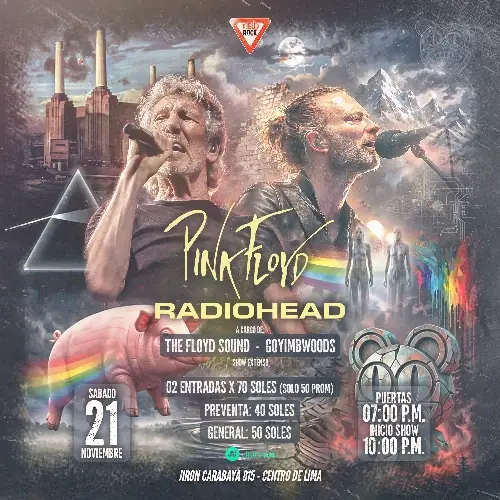 ROCK
PINK FLOYD
RADIOHEAD
A CARGO DE:
THE FLOYD SOUND - GOYIMBWOODS
SHOW EXTENSO
02 ENTRADAS X 70 SOLES (SOLO 50 PROM)
PREVENTA: 40 SOLES
GENERAL: 50 SOLES
SABADO
21
NOVIEMBRE
PUERTAS
07:00 P.M.
INICIO SHOW
10:00 P.M.
JIRON CARABAYA 815 - CENTRO DE LIMA